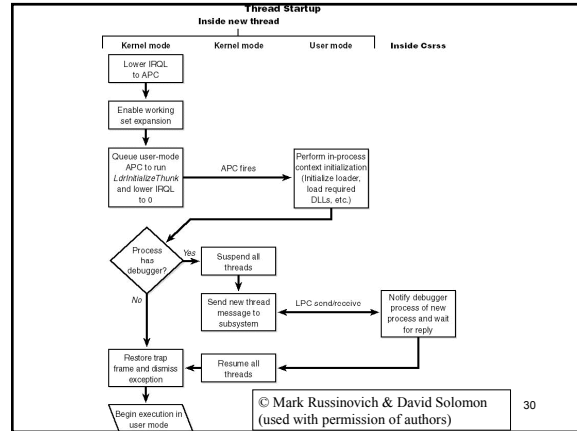 Thread Startup
Inside new thread
Kernel mode
Kernel mode
User mode
Inside Csrss
Lower IRQL
to APC
Enable working
set expansion
Queue user-mode
APC to run
LdrInitializeThunk
and lower IRQL to
0
APC fires
Perform in-process
context initialization
(Initialize loader,
load required
DLLs, etc.)
Process
has
debugger?
Yes
No
Suspend all
threads
Send new thread
message to
subsystem
LPC send/receive
Notify debugger
process of new
process and wait
for reply
Restore trap
frame and dismiss
exception
Resume all
threads
Begin execution in
user mode
© Mark Russinovich & David Solomon
(used with permission of authors)
30